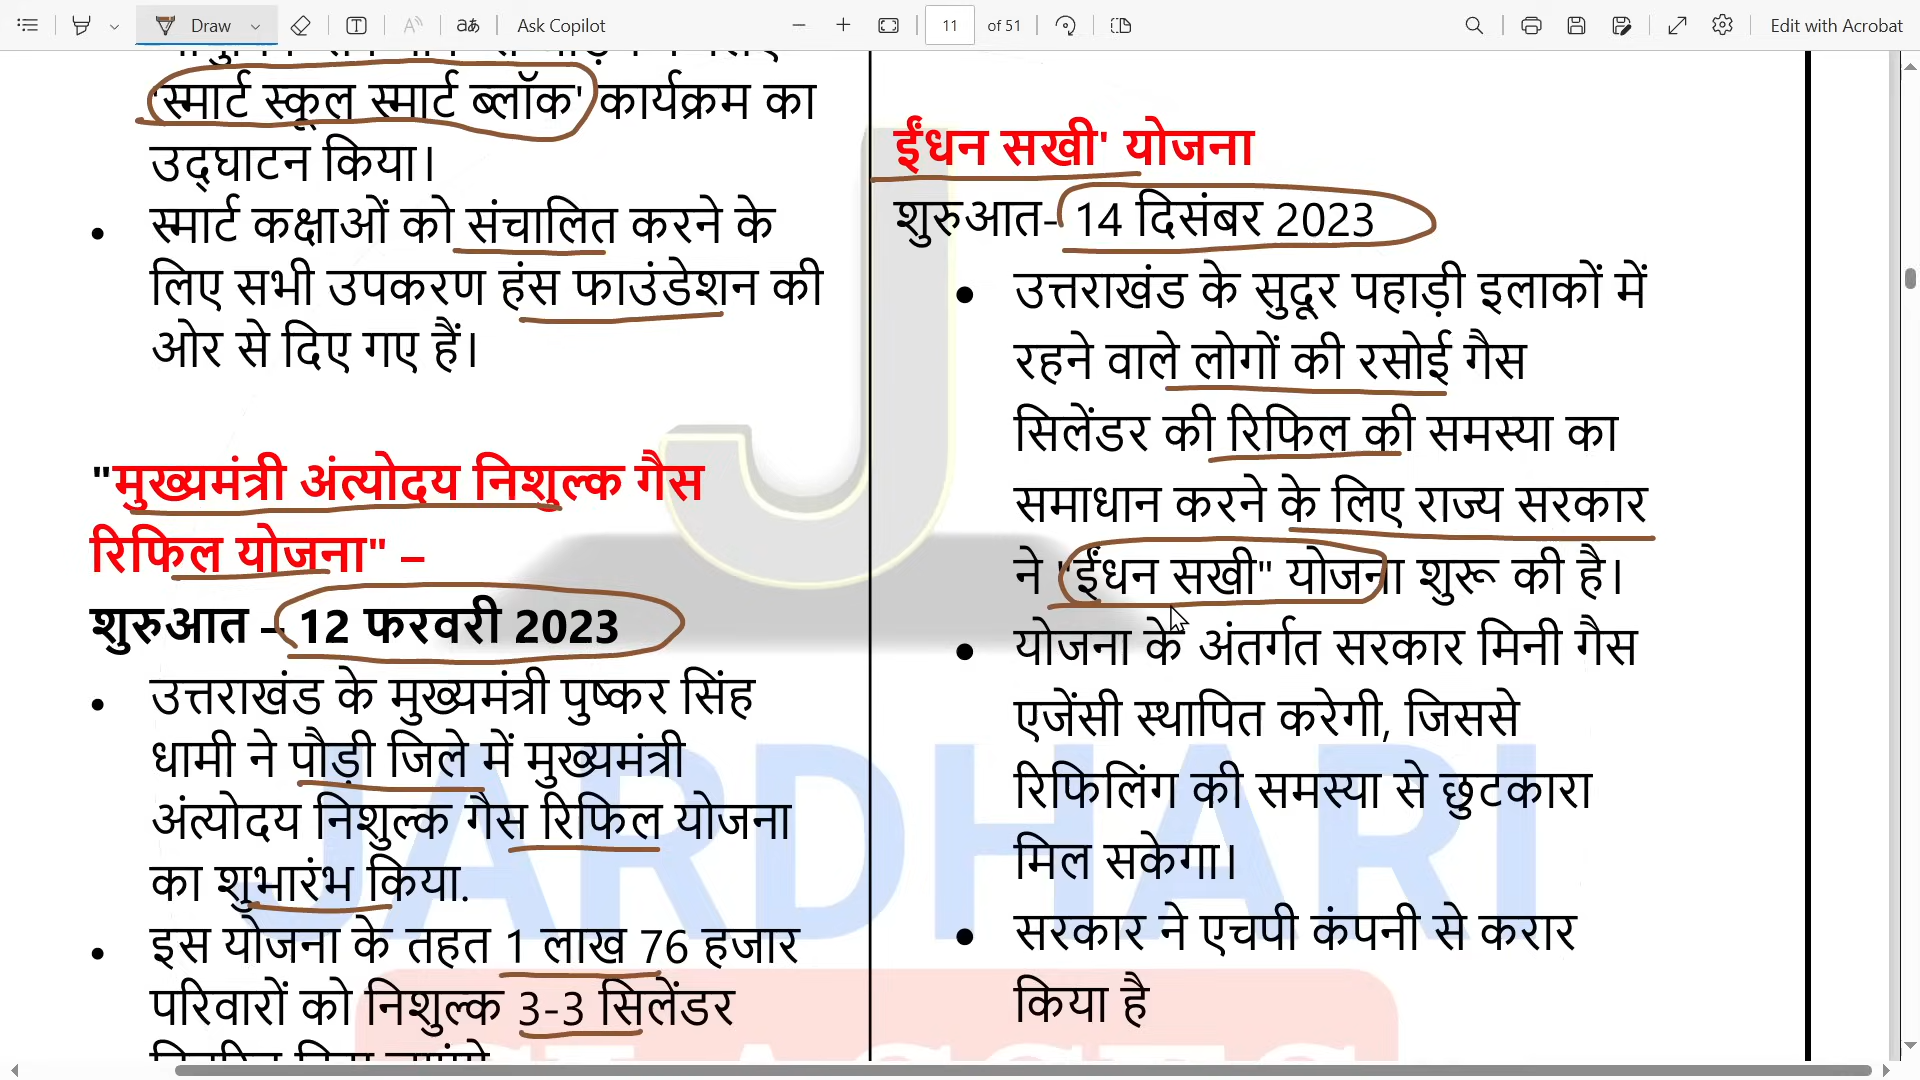 Draw
Ask Copilot
11 of 51
Edit with Acrobat
'स्मार्ट स्कूल स्मार्ट ब्लॉक' कार्यक्रम का
उद्घाटन किया।
• स्मार्ट कक्षाओं को संचालित करने के
लिए सभी उपकरण हंस फाउंडेशन की
ओर से दिए गए हैं।
"मुख्यमंत्री अंत्योदय निशुल्क गैस
रिफिल योजना" –
शुरुआत – 12 फरवरी 2023
• उत्तराखंड के मुख्यमंत्री पुष्कर सिंह
धामी ने पौड़ी जिले में मुख्यमंत्री
अंत्योदय निशुल्क गैस रिफिल योजना
का शुभारंभ किया.
• इस योजना के तहत 1 लाख 76 हजार
परिवारों को निशुल्क 3-3 सिलेंडर
ईंधन सखी' योजना
शुरुआत- 14 दिसंबर 2023
• उत्तराखंड के सुदूर पहाड़ी इलाकों में
रहने वाले लोगों की रसोई गैस
सिलेंडर की रिफिल की समस्या का
समाधान करने के लिए राज्य सरकार
ने "ईंधन सखी" योजना शुरू की है।
• योजना के अंतर्गत सरकार मिनी गैस
एजेंसी स्थापित करेगी, जिससे
रिफिलिंग की समस्या से छुटकारा
मिल सकेगा।
• सरकार ने एचपी कंपनी से करार
किया है
JARDHARI
CLASSES